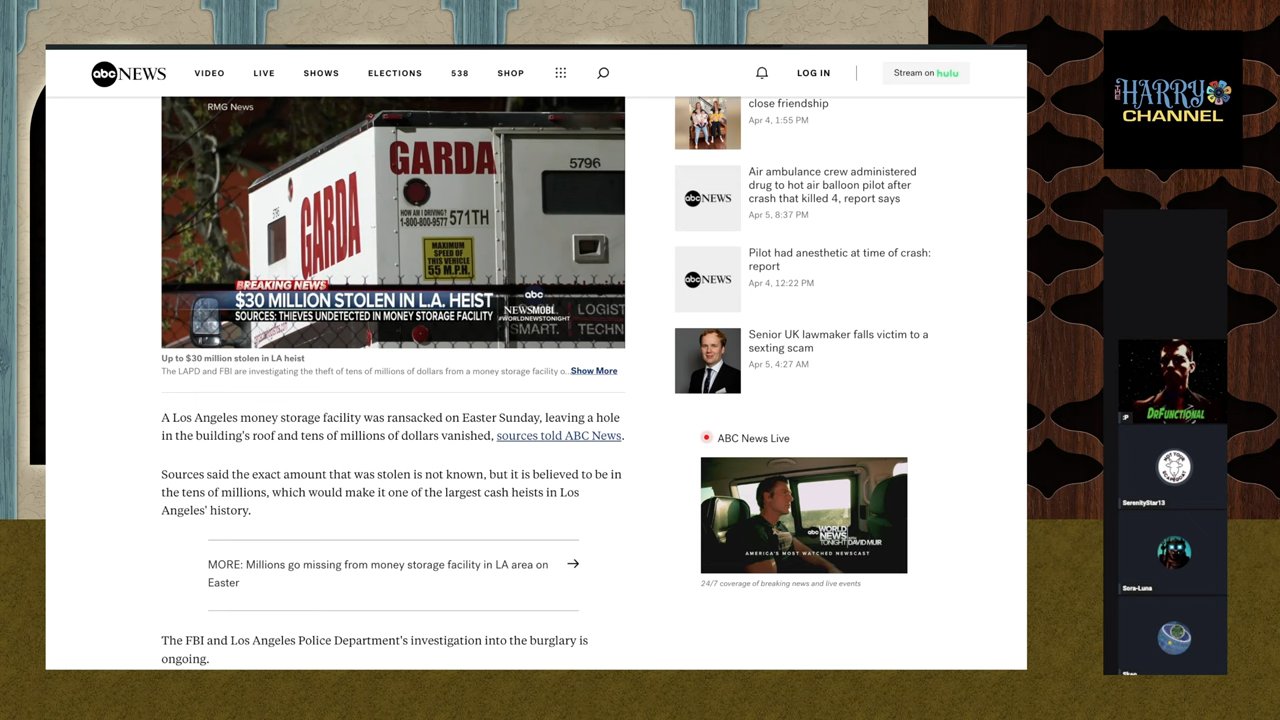 abc NEWS VIDEO LIVE SHOWS ELECTIONS 538 SHOP LOG IN Stream on hulu
RMG News
GARDA
GARDA
5796
HOW AM I DRIVING?
1-800-800-9577 571TH
MAXIMUM
SPEED OF
THIS VEHICLE
55 M.P.H.
BREAKING NEWS
$30 MILLION STOLEN IN L.A. HEIST
SOURCES: THIEVES UNDETECTED IN MONEY STORAGE FACILITY
abc
NEWSMOBI
#WORLDNEWSTONIGHT
LOGIST
SMART. TECHN
Up to $30 million stolen in LA heist
The LAPD and FBI are investigating the theft of tens of millions of dollars from a money storage facility o...Show More
A Los Angeles money storage facility was ransacked on Easter Sunday, leaving a hole
in the building's roof and tens of millions of dollars vanished, sources told ABC News.
Sources said the exact amount that was stolen is not known, but it is believed to be in
the tens of millions, which would make it one of the largest cash heists in Los
Angeles' history.
MORE: Millions go missing from money storage facility in LA area on
Easter
The FBI and Los Angeles Police Department's investigation into the burglary is
ongoing.
close friendship
Apr 4, 1:55 PM
abc NEWS
Air ambulance crew administered
drug to hot air balloon pilot after
crash that killed 4, report says
Apr 5, 8:37 PM
abc NEWS
Pilot had anesthetic at time of crash:
report
Apr 4, 12:22 PM
Senior UK lawmaker falls victim to a
sexting scam
Apr 5, 4:27 AM
ABC News Live
abc WORLD
NEWS
TONIGHT DAVID MUIR
AMERICA'S MOST WATCHED NEWSCAST
24/7 coverage of breaking news and live events
THE HARRY
CHANNEL
:P
DRFUNCTIONAL
SerenityStar13
Sera-Luna